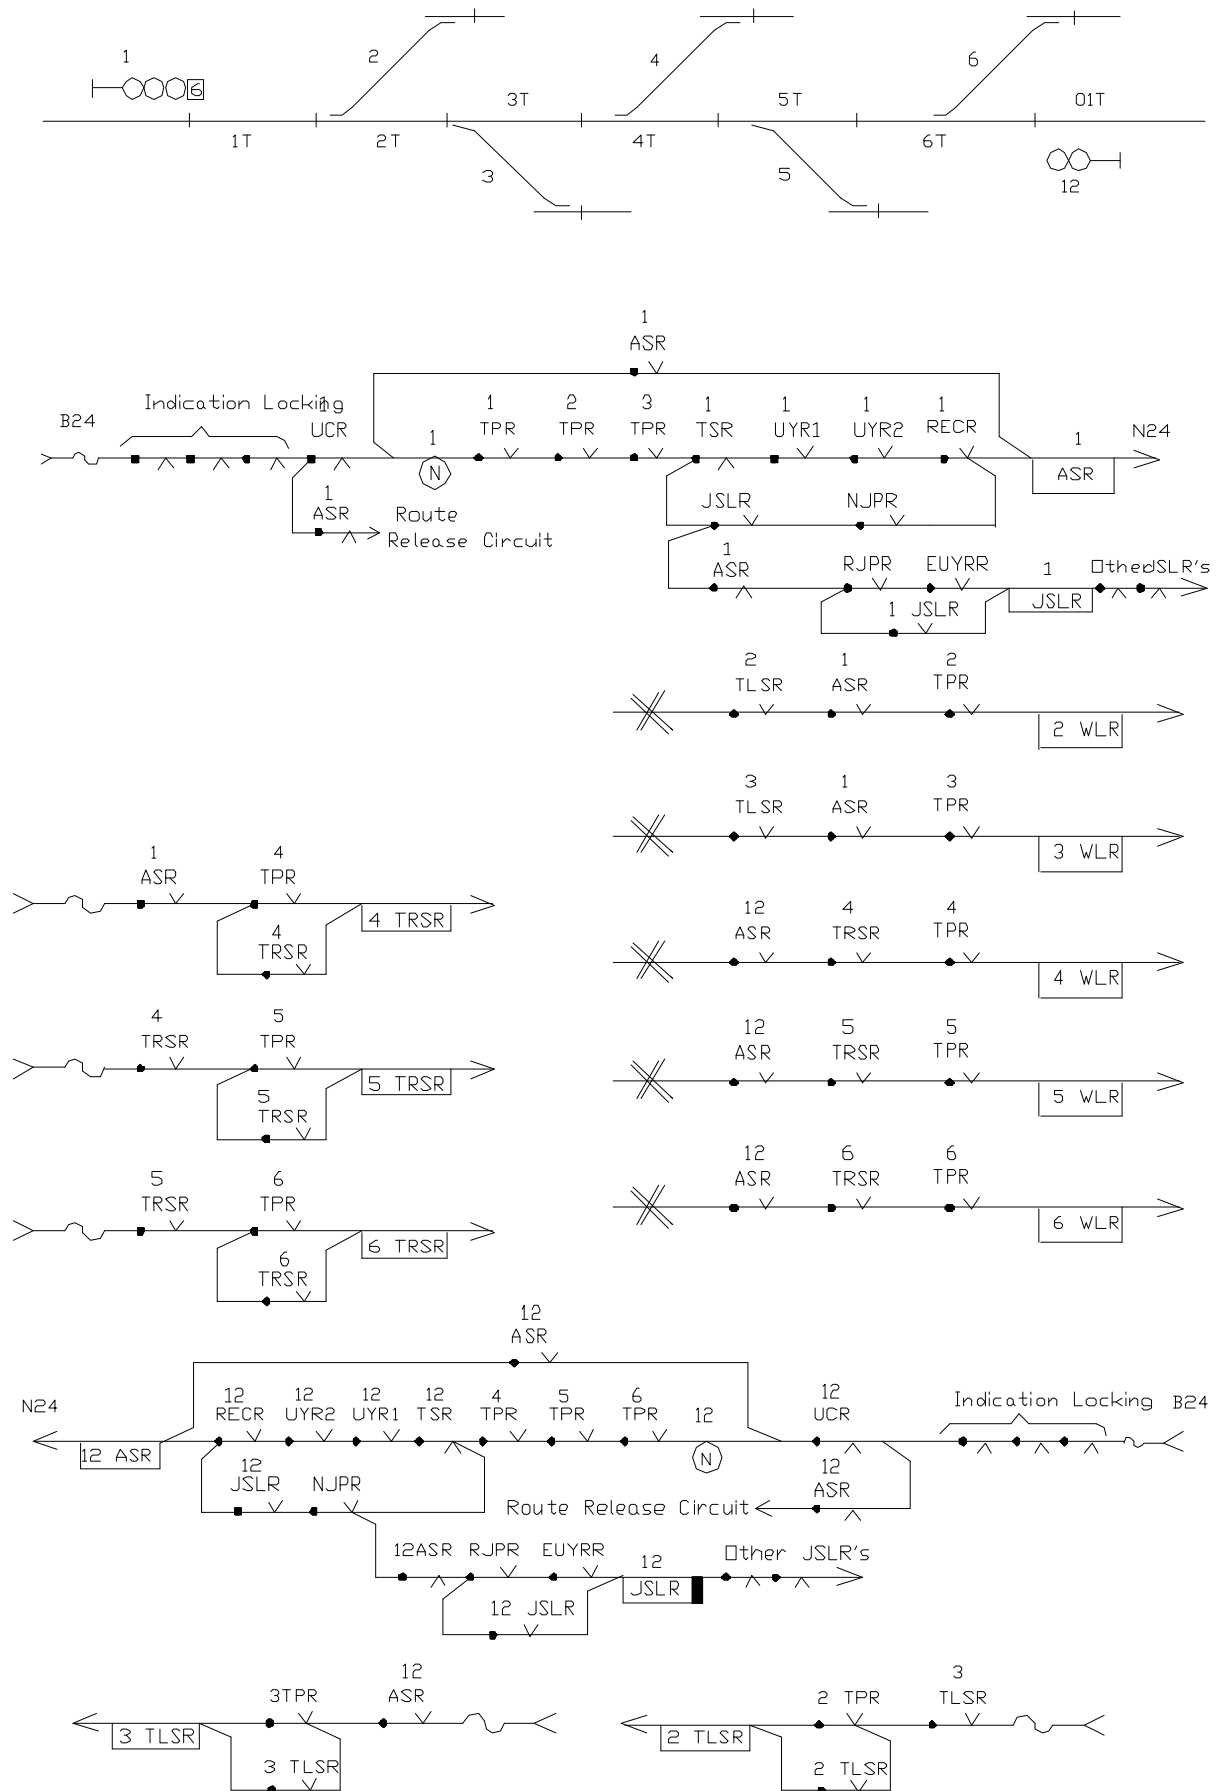 1 2 4 6
6
3T 5T 01T
1T 2T 4T 6T
3 5 12
1
ASR
Indication Locking
B24
1
UCR
1
N
1
TPR
2
TPR
3
TPR
1
TSR
1
UYR1
1
UYR2
1
RECR
1
ASR
N24
1
ASR
Route
Release Circuit
JSLR NJPR
1
ASR
RJPR EUYRR
1
JSLR
Other JSLR's
1 JSLR
2
TLSR
1
ASR
2
TPR
2 WLR
3
TLSR
1
ASR
3
TPR
3 WLR
1
ASR
4
TPR
4 TRSR
4
TRSR
12
ASR
4
TRSR
4
TPR
4 WLR
4
TRSR
5
TPR
5 TRSR
5
TRSR
12
ASR
5
TRSR
5
TPR
5 WLR
5
TRSR
6
TPR
6 TRSR
6
TRSR
12
ASR
6
TRSR
6
TPR
6 WLR
12
ASR
N24
12 ASR
12
RECR
12
UYR2
12
UYR1
12
TSR
4
TPR
5
TPR
6
TPR
12
N
12
UCR
Indication Locking
B24
12
JSLR
NJPR
Route Release Circuit
12
ASR
12ASR RJPR EUYRR
12
JSLR
Other JSLR's
12 JSLR
3TPR
12
ASR
3 TLSR
3 TLSR
2 TPR
3
TLSR
2 TLSR
2 TLSR